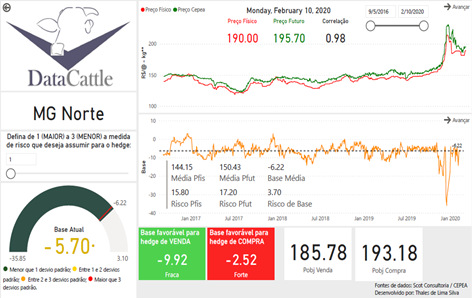 DataCattle
MG Norte
Defina de 1 (MAIOR) a 3 (MENOR) a medida
de risco que deseja assumir para o hedge:
1
-6.22
Base Atual
-5.70*
-35.85
3.10
Menor que 1 desvio padrão; Entre 1 e 2 desvios
padrão; Entre 2 e 3 desvios padrão; Maior que 3
desvios padrão;
Preço Físico Preço Cepea
Monday, February 10, 2020
Avançar
Preço Físico Preço Futuro Correlação
190.00 195.70 0.98
9/5/2016 2/10/2020
R$/@ - kg**
200
150
100
Avançar
0
-20
-6.22
144.15 150.43 -6.22
Média Pfis Média Pfut Base Média
15.80 17.20 3.70
Risco Pfis Risco Pfut Risco de Base
Jan 2017 Jul 2017 Jan 2018 Jul 2018 Jan 2019 Jul 2019 Jan 2020
Base favorável para
hedge de VENDA
-9.92
Fraca
Base favorável para
hedge de COMPRA
-2.52
Forte
185.78
Pobj Venda
193.18
Pobj Compra
Fontes de dados: Scot Consultoria / CEPEA
Desenvolvido por: Thales de Lima Silva